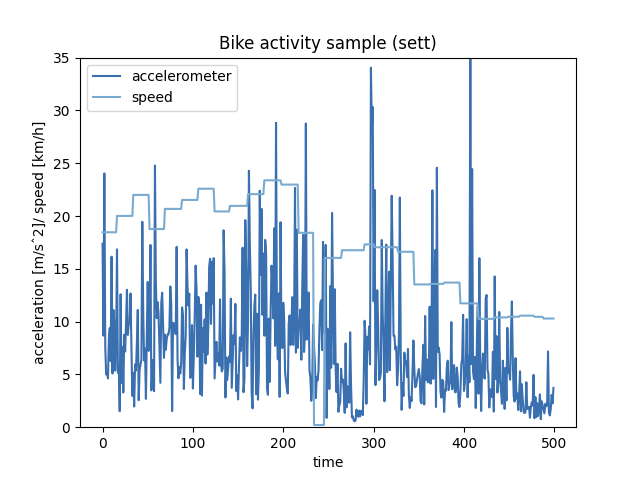 Bike activity sample (sett)
accelerometer
speed
acceleration [m/s^2]/ speed [km/h]
35
30
25
20
15
10
5
0
0 100 200 300 400 500
time